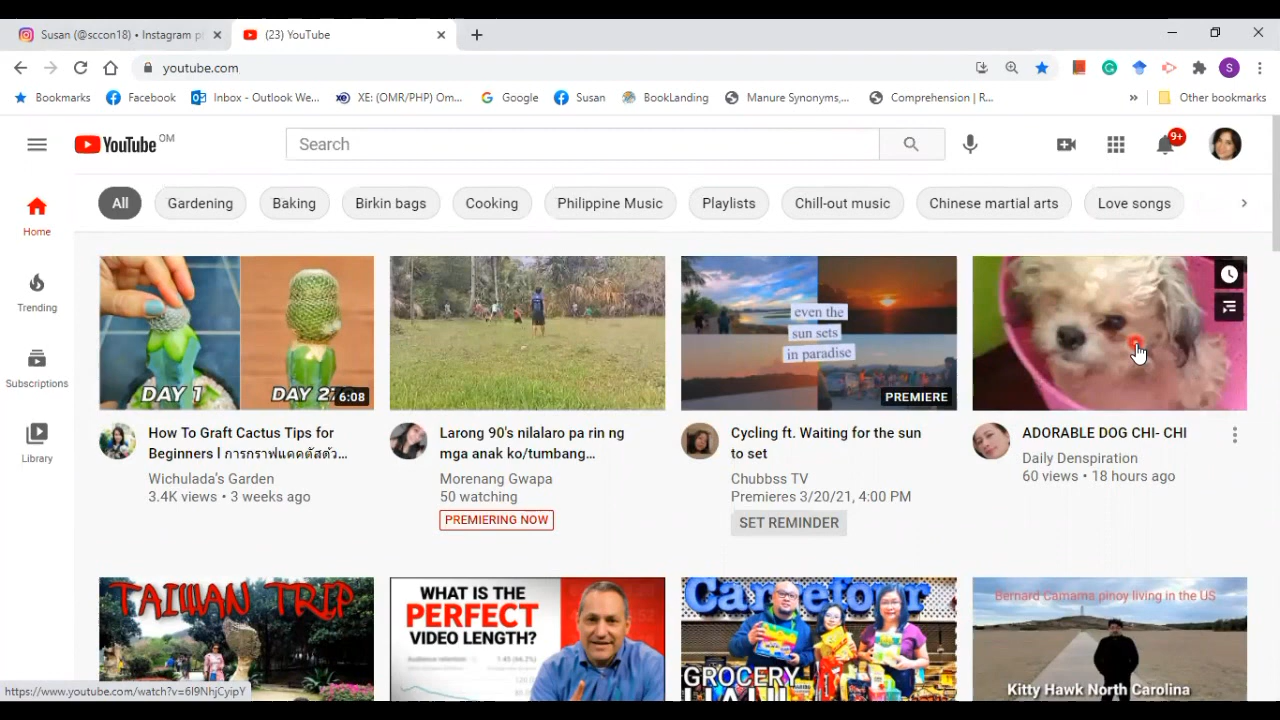 Susan (@sccon18) • Instagram p
(23) YouTube
youtube.com
S
Bookmarks
Facebook
Inbox - Outlook We...
XE: (OMR/PHP) Om...
Google
Susan
BookLanding
Manure Synonyms,...
Comprehension | R...
Other bookmarks
YouTube OM
Search
9+
All
Gardening
Baking
Birkin bags
Cooking
Philippine Music
Playlists
Chill-out music
Chinese martial arts
Love songs
Home
Trending
Subscriptions
Library
DAY 1
DAY 2
6:08
even the
sun sets
in paradise
PREMIERE
How To Graft Cactus Tips for
Beginners l การกราฟแคคตัสตัว...
Wichulada's Garden
3.4K views • 3 weeks ago
Larong 90's nilalaro pa rin ng
mga anak ko/tumbang...
Morenang Gwapa
50 watching
PREMIERING NOW
Cycling ft. Waiting for the sun
to set
Chubbss TV
Premieres 3/20/21, 4:00 PM
SET REMINDER
ADORABLE DOG CHI- CHI
Daily Denspiration
60 views • 18 hours ago
TAIWAN TRIP
WHAT IS THE
PERFECT
VIDEO LENGTH?
Carrefour
GROCERY
Bernard Camama pinoy living in the US
Kitty Hawk North Carolina
https://www.youtube.com/watch?v=6I9NhjCyipY